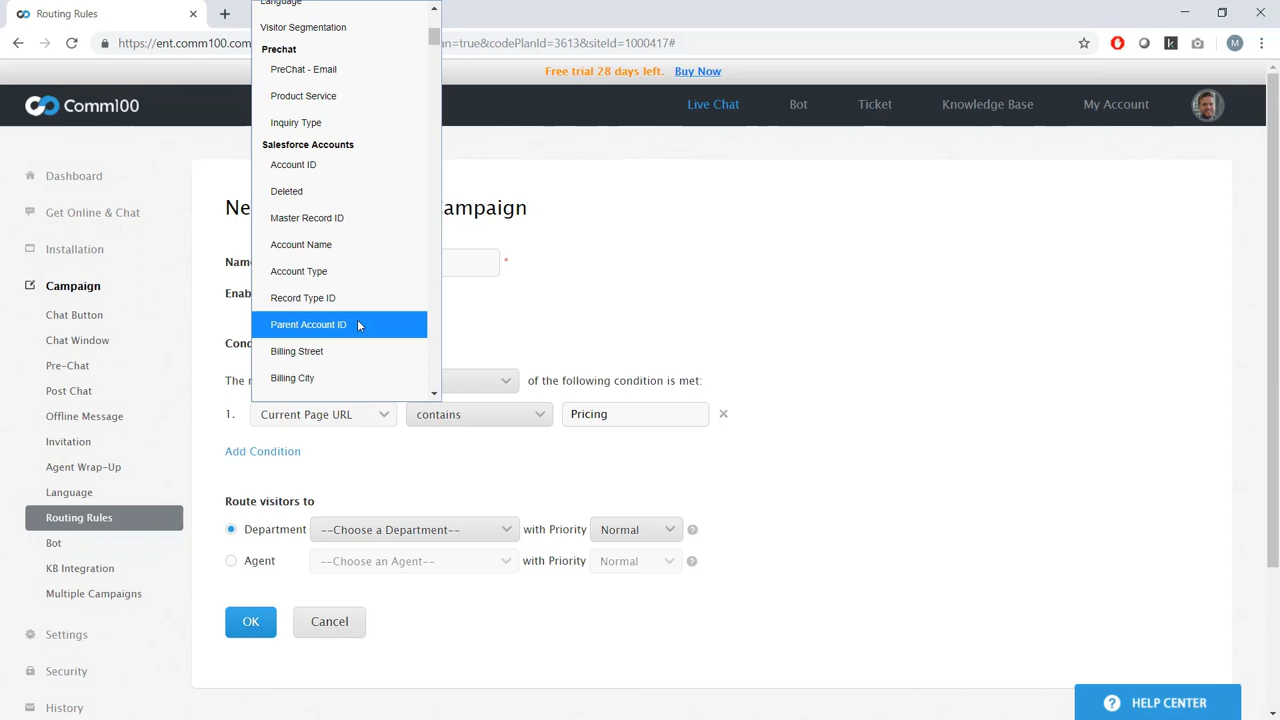 Routing Rules
https://ent.comm100.com
an=true&codePlanId=3613&siteId=1000417#
M
Free trial 28 days left. Buy Now
Comm100
Live Chat
Bot
Ticket
Knowledge Base
My Account
Language
Visitor Segmentation
Prechat
PreChat - Email
Product Service
Inquiry Type
Salesforce Accounts
Account ID
Deleted
Master Record ID
Account Name
Account Type
Record Type ID
Parent Account ID
Billing Street
Billing City
Dashboard
Get Online & Chat
Installation
Campaign
Chat Button
Chat Window
Pre-Chat
Post Chat
Offline Message
Invitation
Agent Wrap-Up
Language
Routing Rules
Bot
KB Integration
Multiple Campaigns
Settings
Security
History
Ne ampaign
Nam *
Enab
Cond
The r of the following condition is met:
1. Current Page URL contains Pricing
Add Condition
Route visitors to
Department --Choose a Department-- with Priority Normal ?
Agent --Choose an Agent-- with Priority Normal ?
OK Cancel
? HELP CENTER